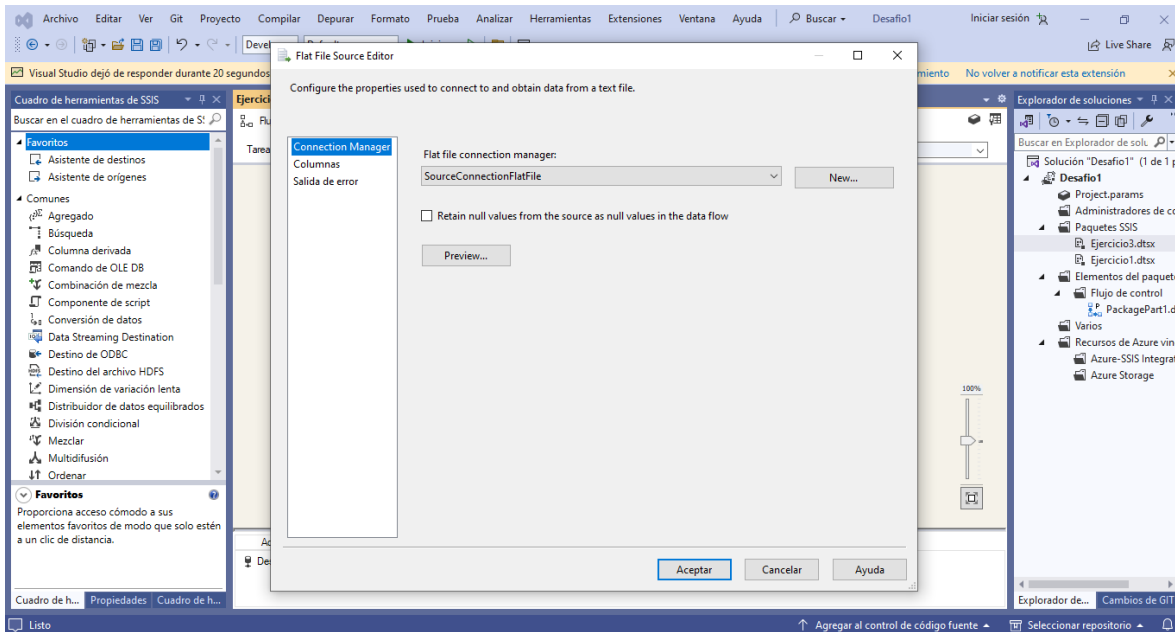 Archivo Editar Ver Git Proyecto Compilar Depurar Formato Prueba Analizar Herramientas Extensiones Ventana Ayuda Buscar Desafio1 Iniciar sesión
Live Share
Visual Studio dejó de responder durante 20 segundos
No volver a notificar esta extensión
Cuadro de herramientas de SSIS
Buscar en el cuadro de herramientas de S
Favoritos
Asistente de destinos
Asistente de orígenes
Comunes
Agregado
Búsqueda
Columna derivada
Comando de OLE DB
Combinación de mezcla
Componente de script
Conversión de datos
Data Streaming Destination
Destino de ODBC
Destino del archivo HDFS
Dimensión de variación lenta
Distribuidor de datos equilibrados
División condicional
Mezclar
Multidifusión
Ordenar
Favoritos
Proporciona acceso cómodo a sus
elementos favoritos de modo que solo estén
a un clic de distancia.
Cuadro de h... Propiedades Cuadro de h...
Flat File Source Editor
Configure the properties used to connect to and obtain data from a text file.
Connection Manager
Columnas
Salida de error
Flat file connection manager:
SourceConnectionFlatFile
New...
Retain null values from the source as null values in the data flow
Preview...
Aceptar Cancelar Ayuda
100%
Explorador de soluciones
Buscar en Explorador de solu
Solución "Desafio1" (1 de 1 p
Desafio1
Project.params
Administradores de co
Paquetes SSIS
Ejercicio3.dtsx
Ejercicio1.dtsx
Elementos del paquet
Flujo de control
PackagePart1.d
Varios
Recursos de Azure vin
Azure-SSIS Integrat
Azure Storage
Explorador de... Cambios de GIT
Listo
Agregar al control de código fuente Seleccionar repositorio